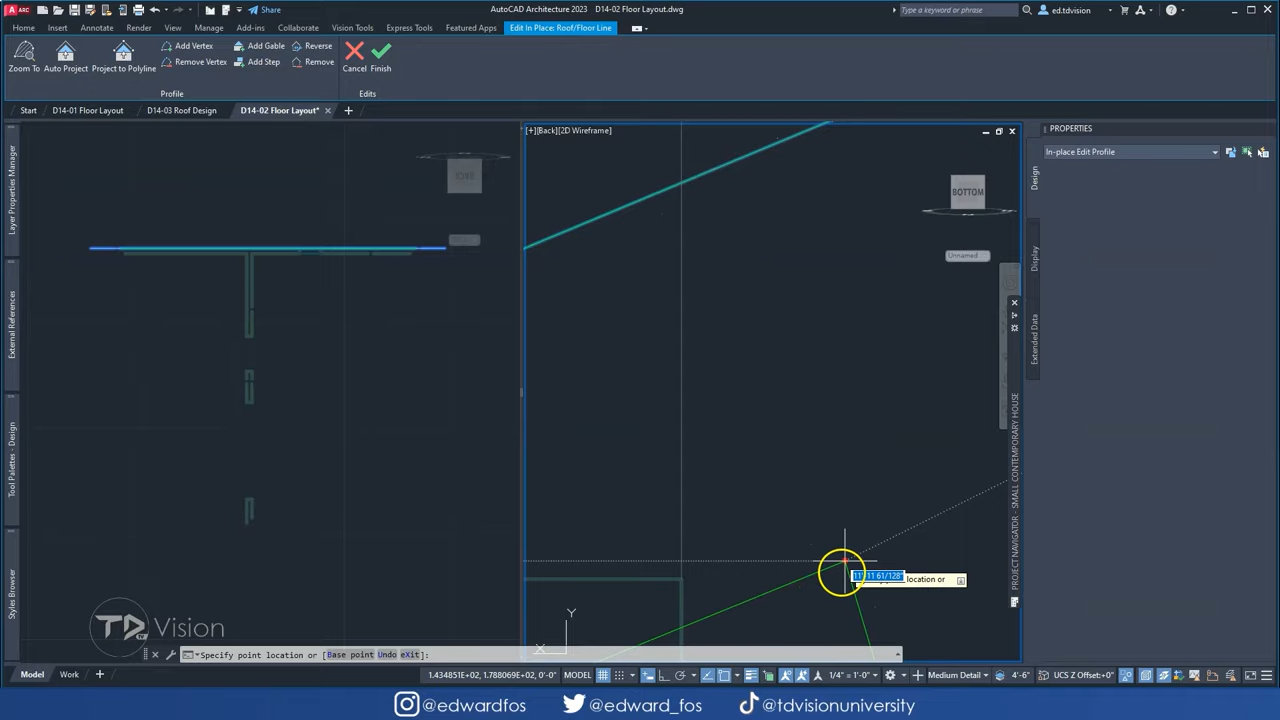 ARC
Share
AutoCAD Architecture 2023 D14-02 Floor Layout.dwg
Type a keyword or phrase
ed.tdvision
Home Insert Annotate Render View Manage Add-ins Collaborate Vision Tools Express Tools Featured Apps Edit In Place: Roof/Floor Line
Zoom To Auto Project Project to Polyline
Add Vertex Add Gable Reverse
Remove Vertex Add Step Remove
Cancel Finish
Profile Edits
Start D14-01 Floor Layout D14-03 Roof Design D14-02 Floor Layout*
Layer Properties Manager
External References
Tool Palettes - Design
Styles Browser
[+][Back][2D Wireframe]
BOTTOM
Unnamed
PROPERTIES
In-place Edit Profile
Design
Display
Extended Data
PROJECT NAVIGATOR - SMALL CONTEMPORARY HOUSE
11'-11 61/128"
location or
Y
X
TD Vision
Specify point location or [Base point Undo eXit]:
Model Work
1.434851E+02, 1.788069E+02, 0'-0" MODEL 1/4" = 1'-0" Medium Detail 4'-6" UCS Z Offset:+0"
@edwardfos @edward_fos @tdvisionuniversity